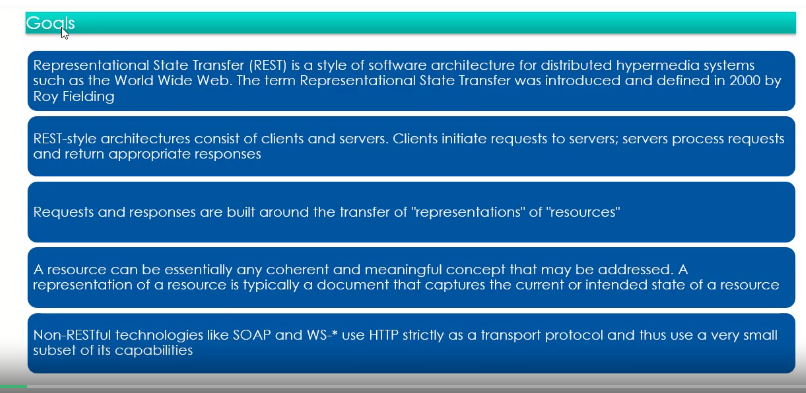 Goals
Representational State Transfer (REST) is a style of software architecture for distributed hypermedia systems
such as the World Wide Web. The term Representational State Transfer was introduced and defined in 2000 by
Roy Fielding
REST-style architectures consist of clients and servers. Clients initiate requests to servers; servers process requests
and return appropriate responses
Requests and responses are built around the transfer of "representations" of "resources"
A resource can be essentially any coherent and meaningful concept that may be addressed. A
representation of a resource is typically a document that captures the current or intended state of a resource
Non-RESTful technologies like SOAP and WS-* use HTTP strictly as a transport protocol and thus use a very small
subset of its capabilities